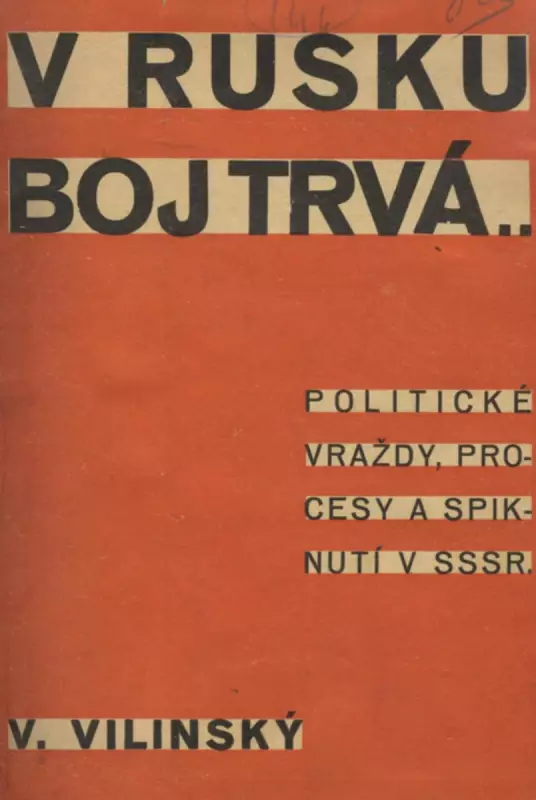 V RUSKU
BOJ TRVÁ..
POLITICKÉ
VRAŽDY, PRO-
CESY A SPIK-
NUTÍ V SSSR.
V. VILINSKÝ